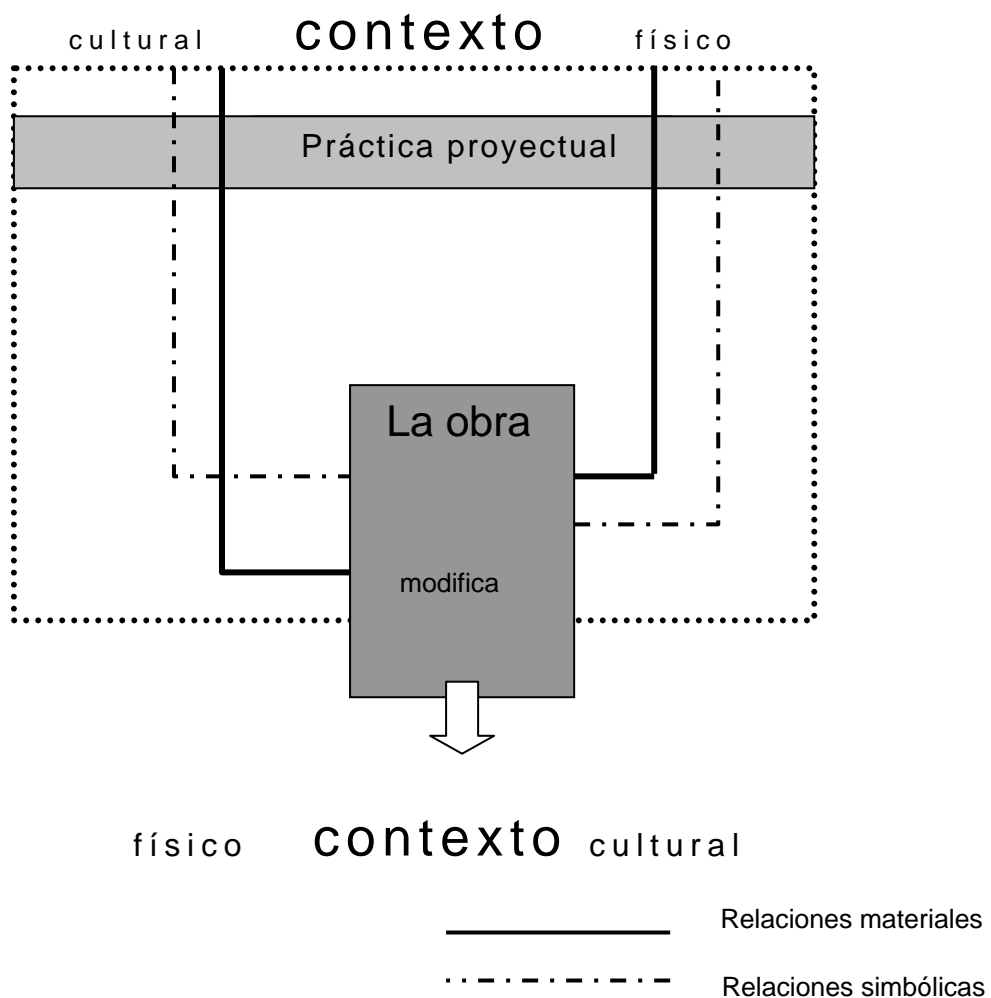 cultural contexto físico
Práctica proyectual
La obra
modifica
físico contexto cultural
Relaciones materiales
Relaciones simbólicas